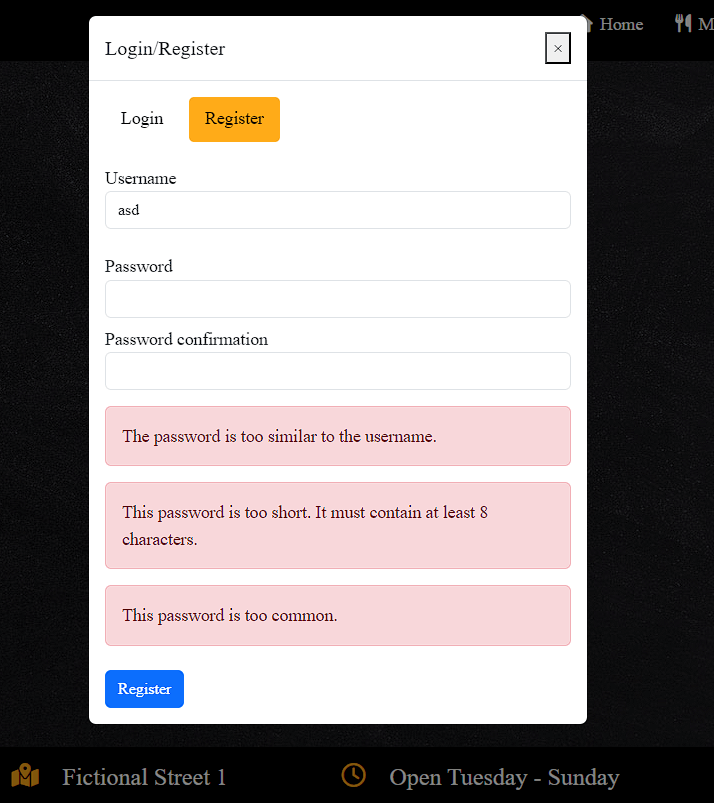 Home
M
Login/Register
×
Login Register
Username
asd
Password
Password confirmation
The password is too similar to the username.
This password is too short. It must contain at least 8
characters.
This password is too common.
Register
Fictional Street 1
Open Tuesday - Sunday